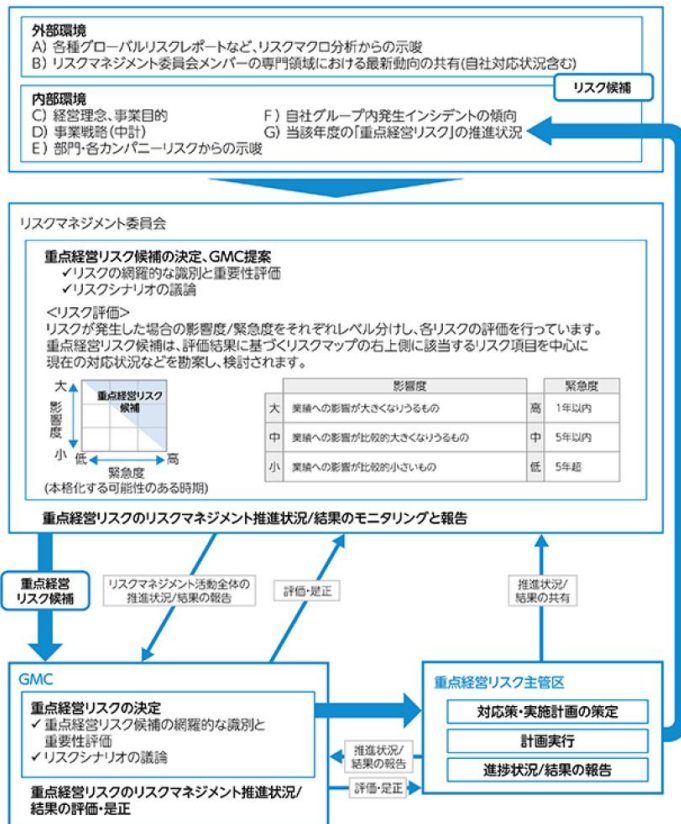 外部環境
A) 各種グローバルリスクレポートなど、リスクマクロ分析からの示唆
B) リスクマネジメント委員会メンバーの専門領域における最新動向の共有(自社対応状況含む)
リスク候補
内部環境
C) 経営理念、事業目的
D) 事業戦略(中計)
E) 部門・各カンパニーリスクからの示唆
F) 自社グループ内発生インシデントの傾向
G) 当該年度の「重点経営リスク」の推進状況
リスクマネジメント委員会
重点経営リスク候補の決定、GMC提案
✓リスクの網羅的な識別と重要性評価
✓リスクシナリオの議論
<リスク評価>
リスクが発生した場合の影響度/緊急度をそれぞれレベル分けし、各リスクの評価を行っています。
重点経営リスク候補は、評価結果に基づくリスクマップの右上側に該当するリスク項目を中心に
現在の対応状況などを勘案し、検討されます。
大
影響度
小
重点経営リスク
候補
低
高
緊急度
(本格化する可能性のある時期)
影響度 緊急度
大 業績への影響が大きくなりうるもの 高 1年以内
中 業績への影響が比較的大きくなりうるもの 中 5年以内
小 業績への影響が比較的小さいもの 低 5年超
重点経営リスクのリスクマネジメント推進状況/結果のモニタリングと報告
重点経営
リスク候補
リスクマネジメント活動全体の
推進状況/結果の報告
評価・是正
推進状況/
結果の共有
GMC
重点経営リスクの決定
✓重点経営リスク候補の網羅的な識別と
重要性評価
✓リスクシナリオの議論
重点経営リスクのリスクマネジメント推進状況/
結果の評価・是正
推進状況/
結果の報告
評価・是正
重点経営リスク主管区
対応策・実施計画の策定
計画実行
進捗状況/結果の報告